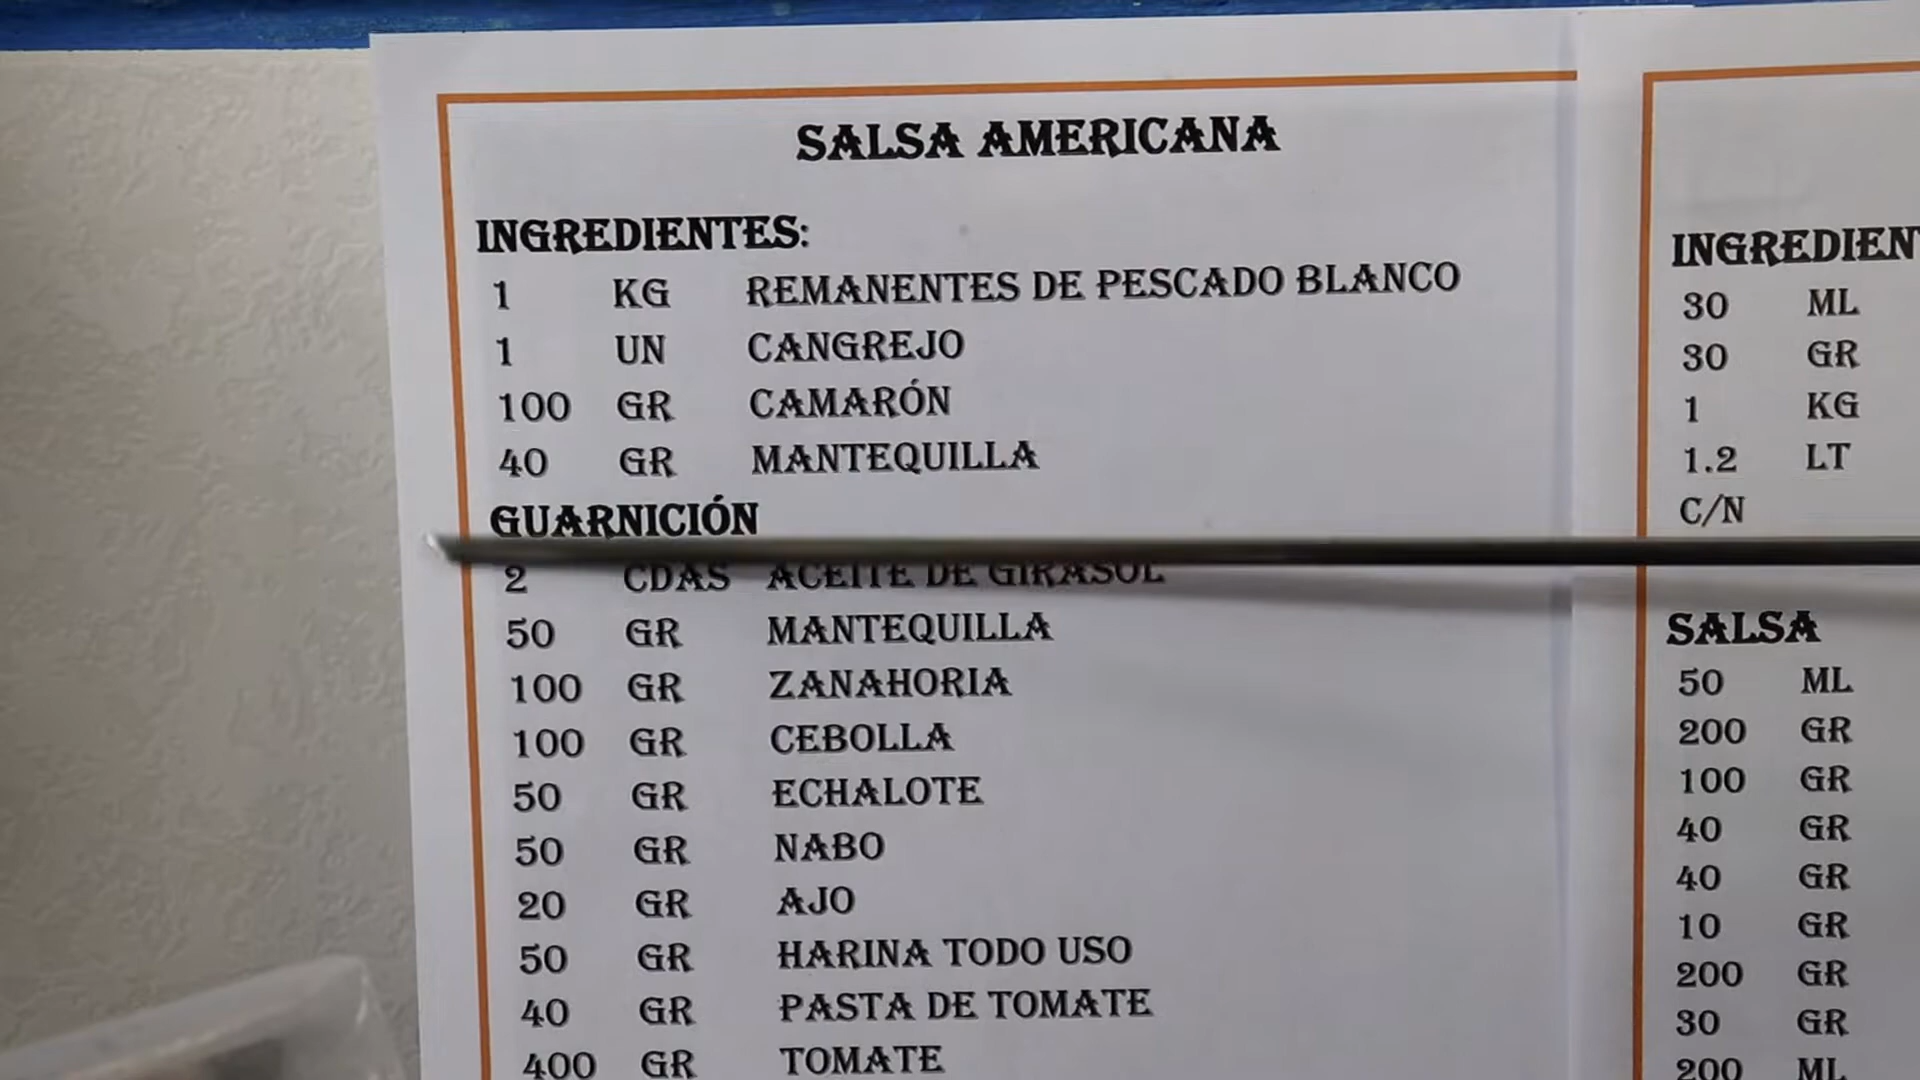 SALSA AMERICANA
INGREDIENTES:
1 KG REMANENTES DE PESCADO BLANCO
1 UN CANGREJO
100 GR CAMARÓN
40 GR MANTEQUILLA
GUARNICIÓN
2 CDAS ACEITE DE GIRASOL
50 GR MANTEQUILLA
100 GR ZANAHORIA
100 GR CEBOLLA
50 GR ECHALOTE
50 GR NABO
20 GR AJO
50 GR HARINA TODO USO
40 GR PASTA DE TOMATE
400 GR TOMATE
INGREDIEN
30 ML
30 GR
1 KG
1.2 LT
C/N
SALSA
50 ML
200 GR
100 GR
40 GR
40 GR
10 GR
200 GR
30 GR
200 ML